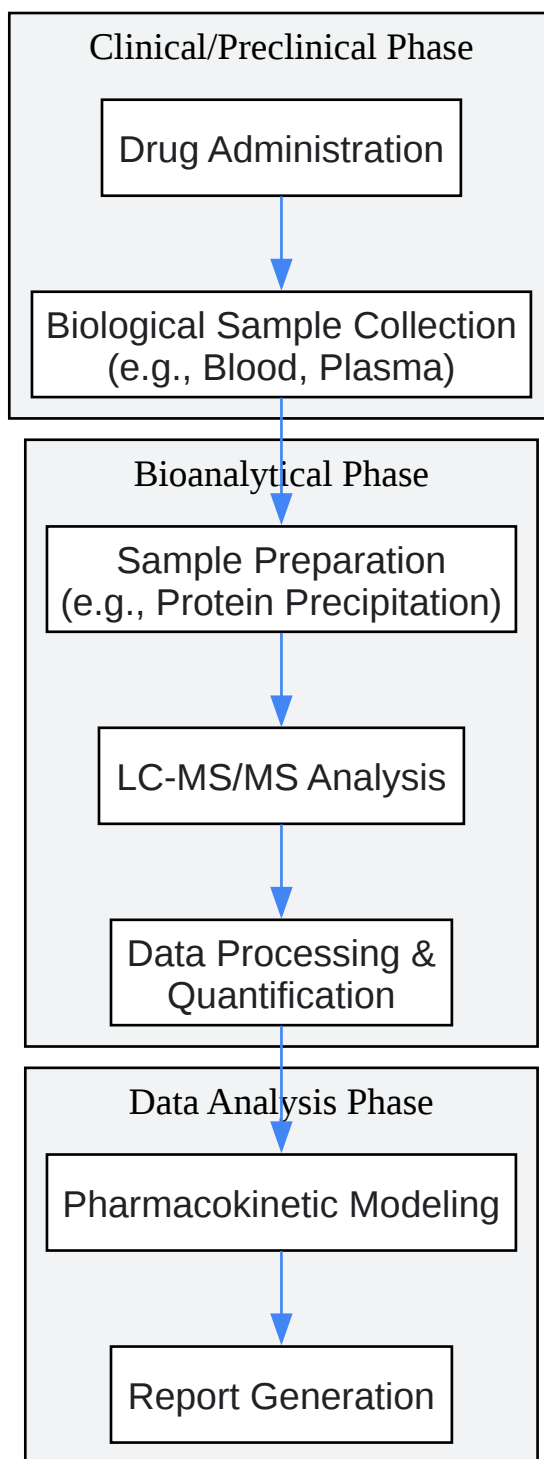 Clinical/Preclinical Phase
Drug Administration
Biological Sample Collection
(e.g., Blood, Plasma)
Bioanalytical Phase
Sample Preparation
(e.g., Protein Precipitation)
LC-MS/MS Analysis
Data Processing &
Quantification
Data Analysis Phase
Pharmacokinetic Modeling
Report Generation